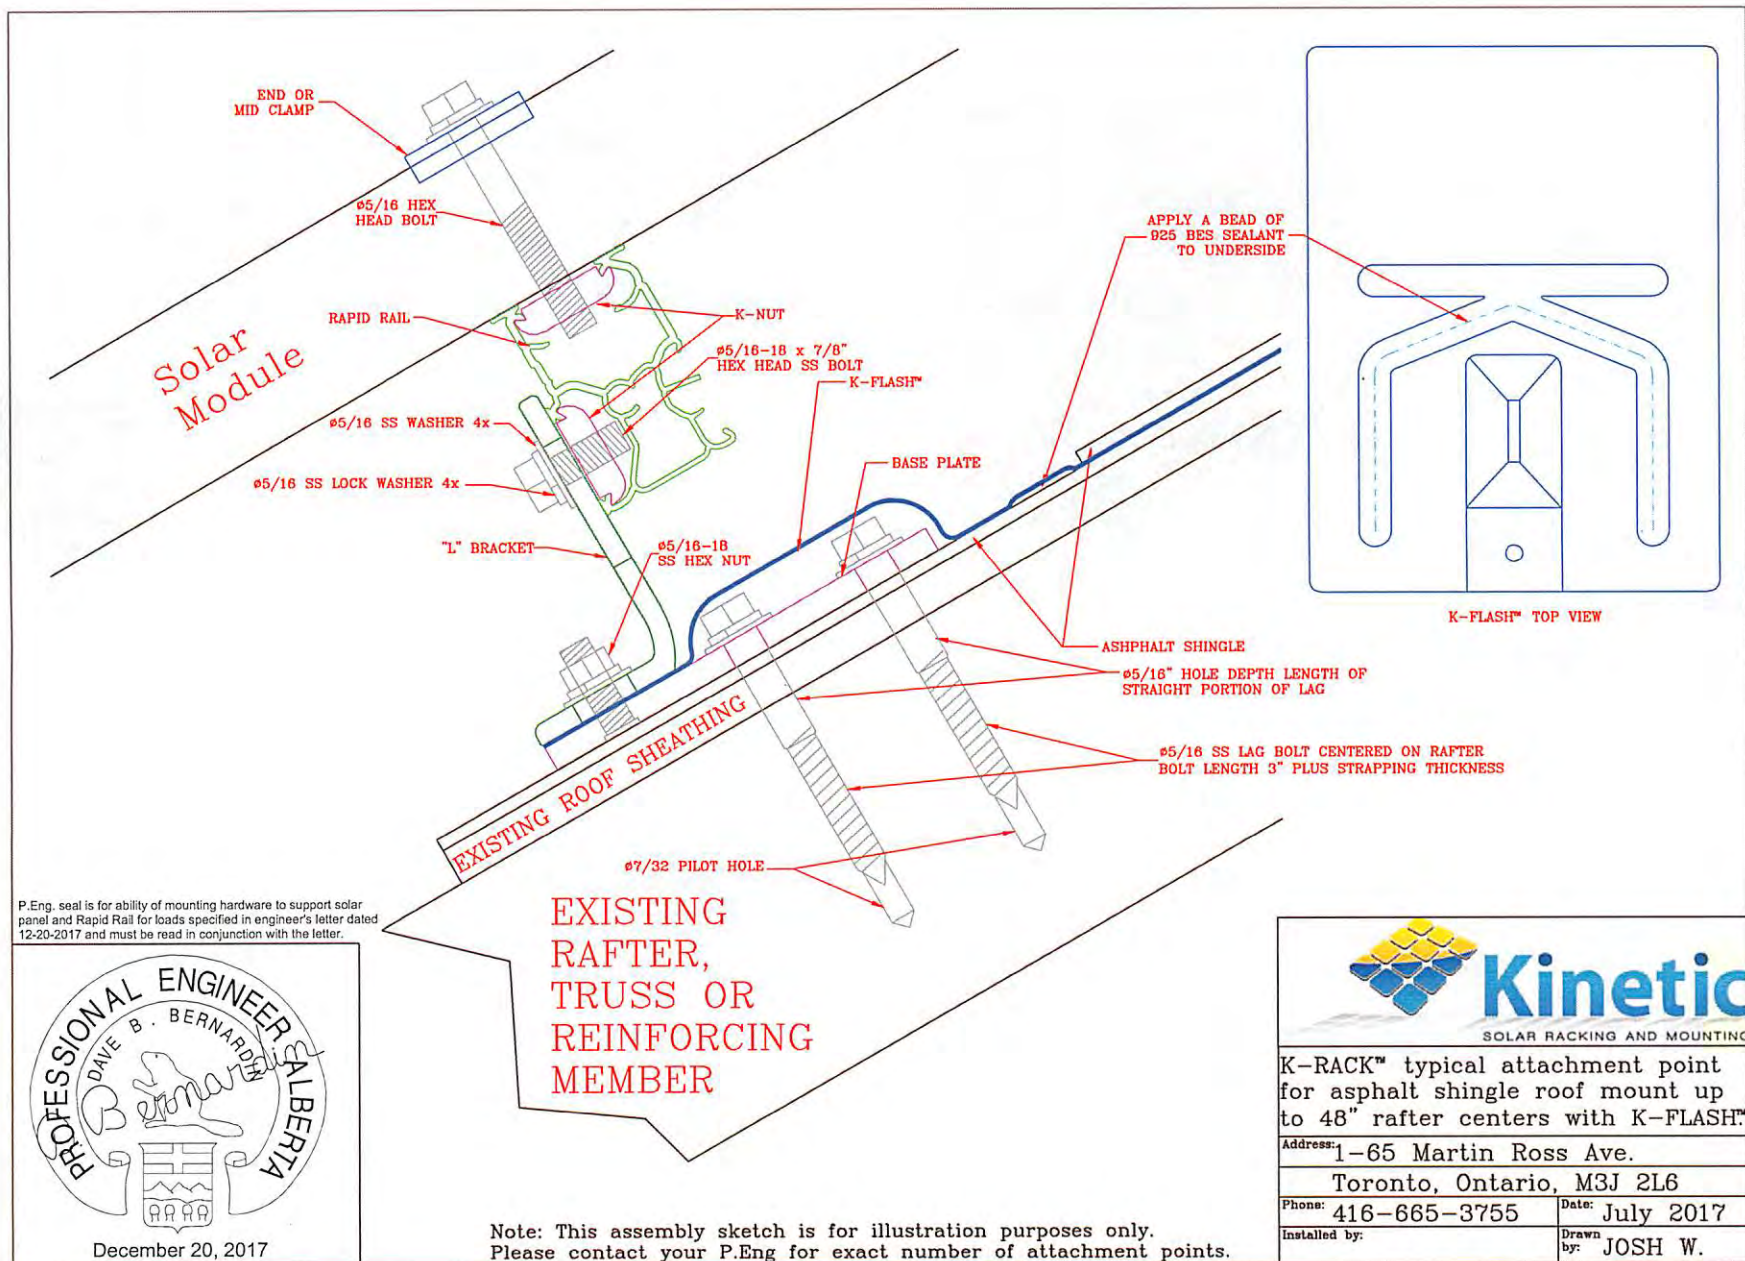 END OR
MID CLAMP
ø5/16 HEX
HEAD BOLT
RAPID RAIL
K-NUT
ø5/16-18 x 7/8"
HEX HEAD SS BOLT
K-FLASH™
Solar
Module
ø5/16 SS WASHER 4x
ø5/16 SS LOCK WASHER 4x
"L" BRACKET
ø5/16-18
SS HEX NUT
BASE PLATE
APPLY A BEAD OF
925 BES SEALANT
TO UNDERSIDE
K-FLASH™ TOP VIEW
ASHPHALT SHINGLE
ø5/16" HOLE DEPTH LENGTH OF
STRAIGHT PORTION OF LAG
ø5/16 SS LAG BOLT CENTERED ON RAFTER
BOLT LENGTH 3" PLUS STRAPPING THICKNESS
EXISTING ROOF SHEATHING
ø7/32 PILOT HOLE
EXISTING
RAFTER,
TRUSS OR
REINFORCING
MEMBER
P.Eng. seal is for ability of mounting hardware to support solar
panel and Rapid Rail for loads specified in engineer's letter dated
12-20-2017 and must be read in conjunction with the letter.
PROFESSIONAL ENGINEER ALBERTA
DAVE B. BERNARDIN
Bernardin
December 20, 2017
Note: This assembly sketch is for illustration purposes only.
Please contact your P.Eng for exact number of attachment points.
Kinetic
SOLAR RACKING AND MOUNTING
K-RACK™ typical attachment point
for asphalt shingle roof mount up
to 48" rafter centers with K-FLASH™
Address: 1-65 Martin Ross Ave.
Toronto, Ontario, M3J 2L6
Phone: 416-665-3755
Date: July 2017
Installed by:
Drawn by: JOSH W.